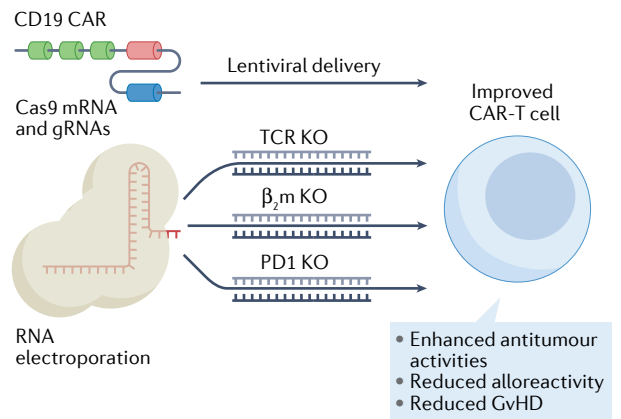 CD19 CAR
Lentiviral delivery
Improved
CAR-T cell
Cas9 mRNA
and gRNAs
TCR KO
β₂m KO
PD1 KO
RNA
electroporation
• Enhanced antitumour
activities
• Reduced alloreactivity
• Reduced GvHD